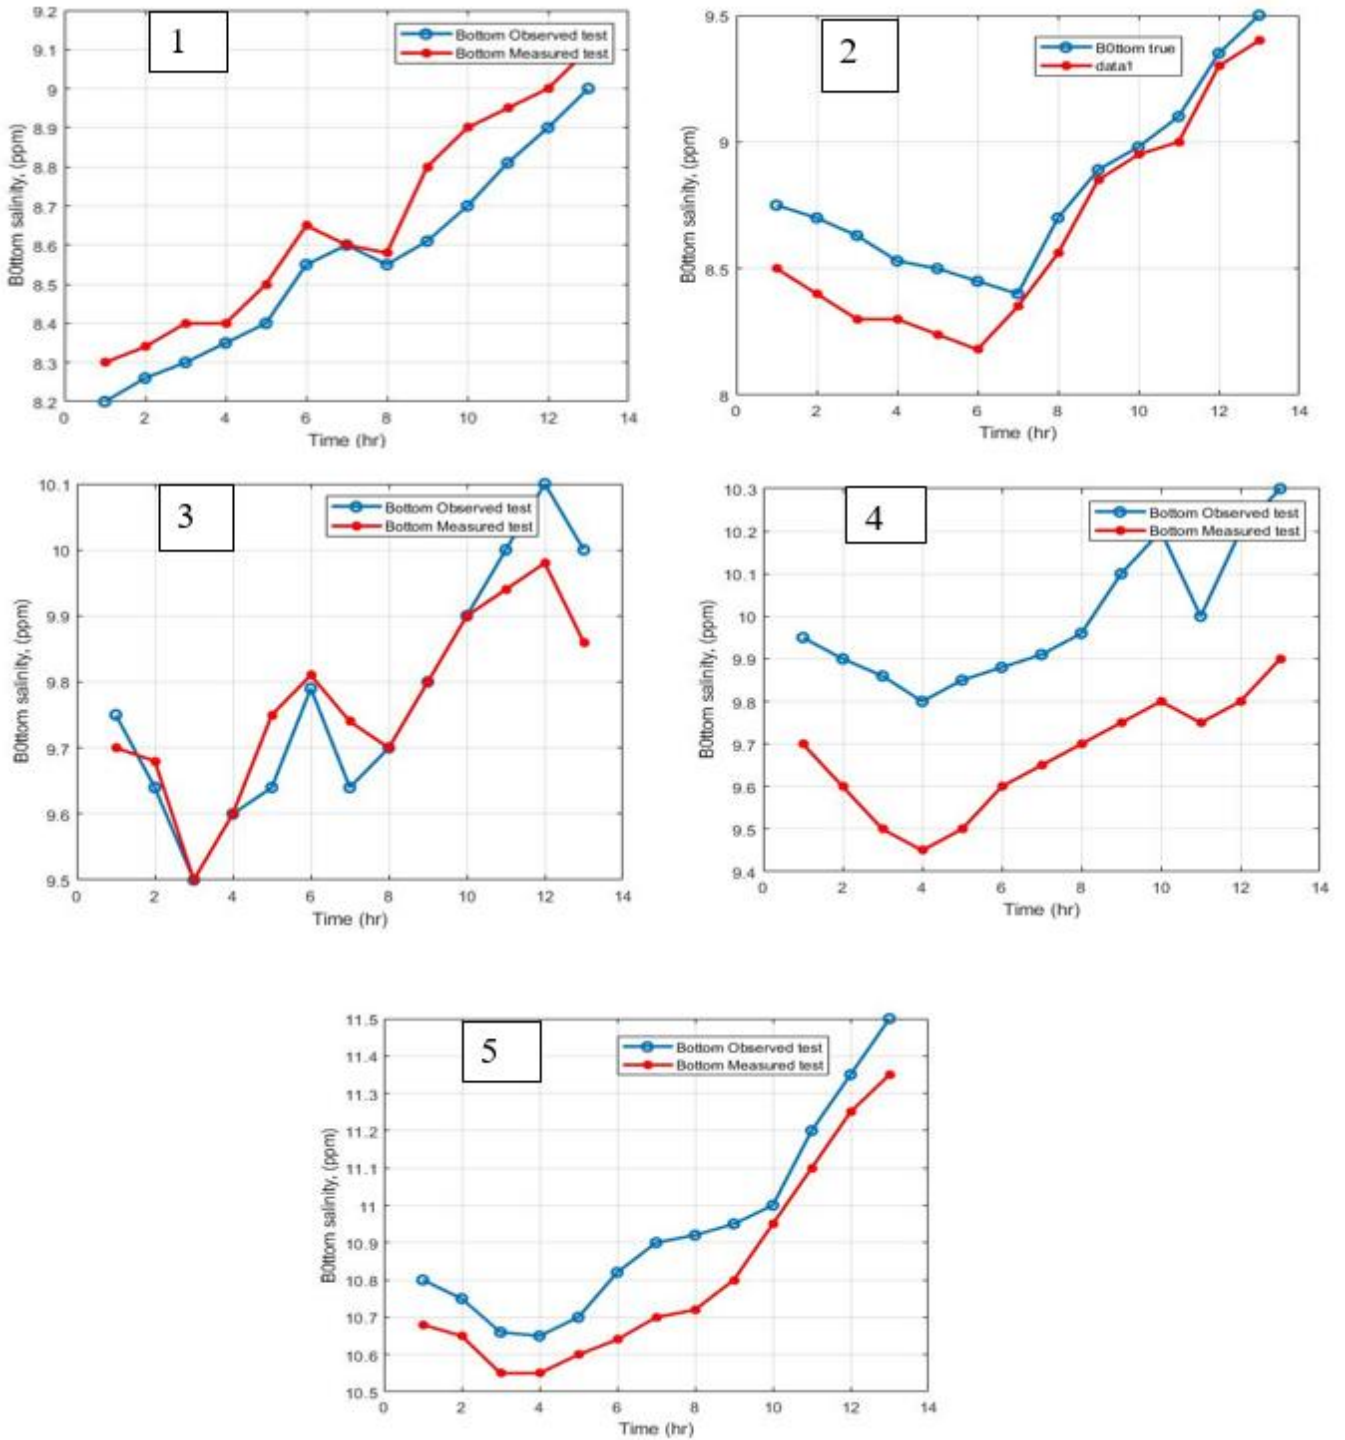 1
Bottom Observed test
Bottom Measured test
9.2
9.1
9
8.9
8.8
8.7
8.6
8.5
8.4
8.3
8.2
B0ttom salinity, (ppm)
0 2 4 6 8 10 12 14
Time (hr)
2
B0ttom true
data1
9.5
9
8.5
8
B0ttom salinity, (ppm)
0 2 4 6 8 10 12 14
Time (hr)
3
Bottom Observed test
Bottom Measured test
10.1
10
9.9
9.8
9.7
9.6
9.5
B0ttom salinity, (ppm)
0 2 4 6 8 10 12 14
Time (hr)
4
Bottom Observed test
Bottom Measured test
10.3
10.2
10.1
10
9.9
9.8
9.7
9.6
9.5
9.4
B0ttom salinity, (ppm)
0 2 4 6 8 10 12 14
Time (hr)
5
Bottom Observed test
Bottom Measured test
11.5
11.4
11.3
11.2
11.1
11
10.9
10.8
10.7
10.6
10.5
B0ttom salinity, (ppm)
0 2 4 6 8 10 12 14
Time (hr)